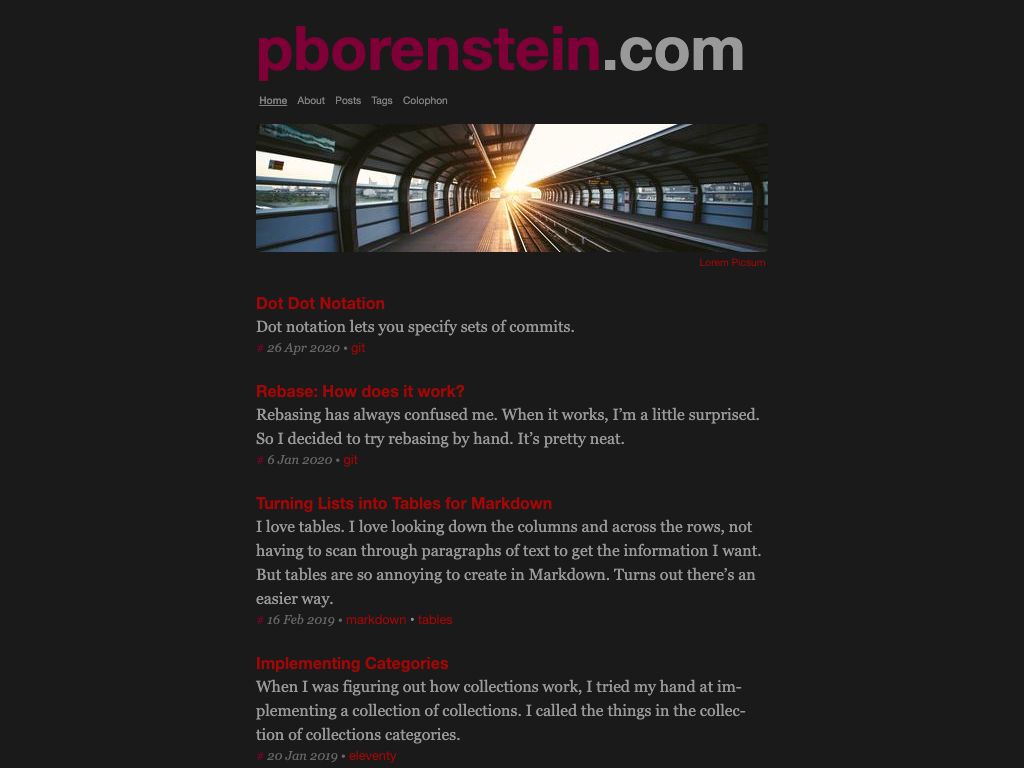 pborenstein.com
Home About Posts Tags Colophon
Lorem Picsum
Dot Dot Notation
Dot notation lets you specify sets of commits.
# 26 Apr 2020 • git
Rebase: How does it work?
Rebasing has always confused me. When it works, I’m a little surprised.
So I decided to try rebasing by hand. It’s pretty neat.
# 6 Jan 2020 • git
Turning Lists into Tables for Markdown
I love tables. I love looking down the columns and across the rows, not
having to scan through paragraphs of text to get the information I want.
But tables are so annoying to create in Markdown. Turns out there’s an
easier way.
# 16 Feb 2019 • markdown • tables
Implementing Categories
When I was figuring out how collections work, I tried my hand at im-
plementing a collection of collections. I called the things in the collec-
tion of collections categories.
# 20 Jan 2019 • eleventy